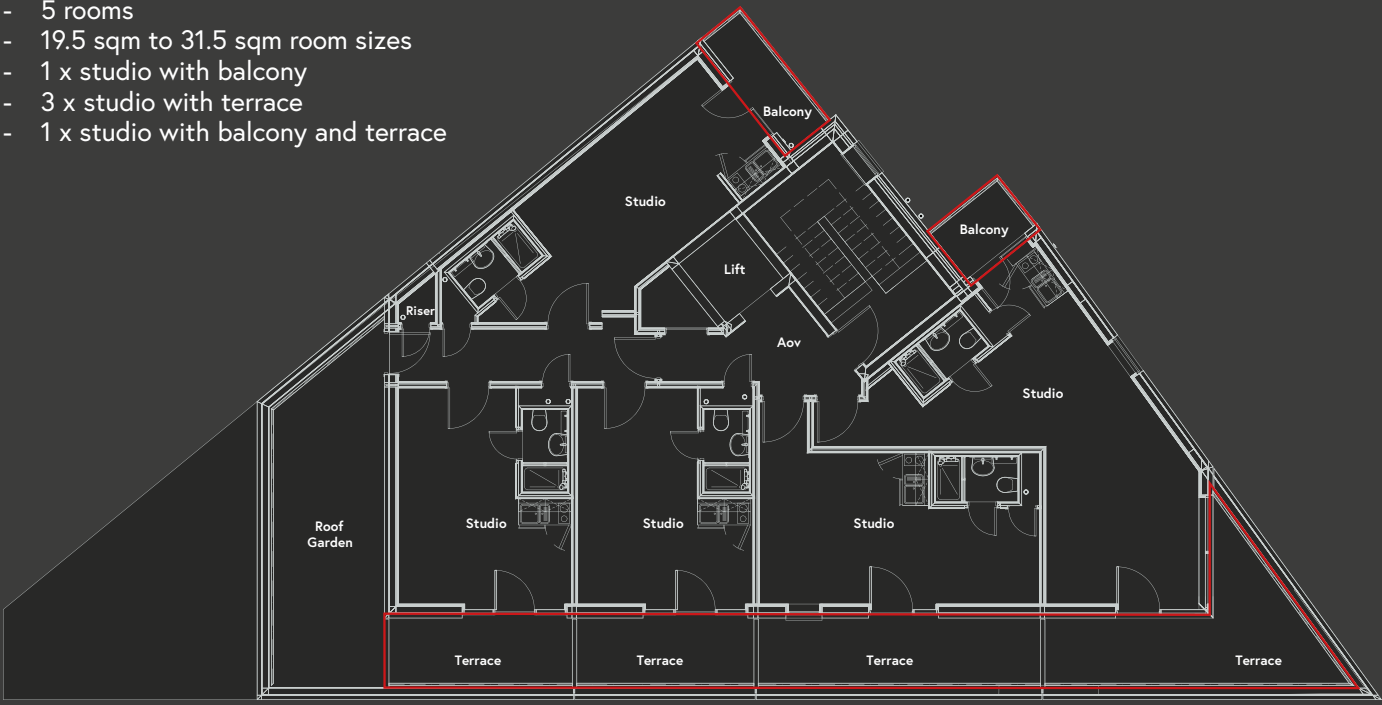 - 5 rooms
- 19.5 sqm to 31.5 sqm room sizes
- 1 x studio with balcony
- 3 x studio with terrace
- 1 x studio with balcony and terrace
Balcony
Studio
Balcony
Lift
Riser
Aov
Studio
Roof
Garden
Studio
Studio
Studio
Terrace
Terrace
Terrace
Terrace